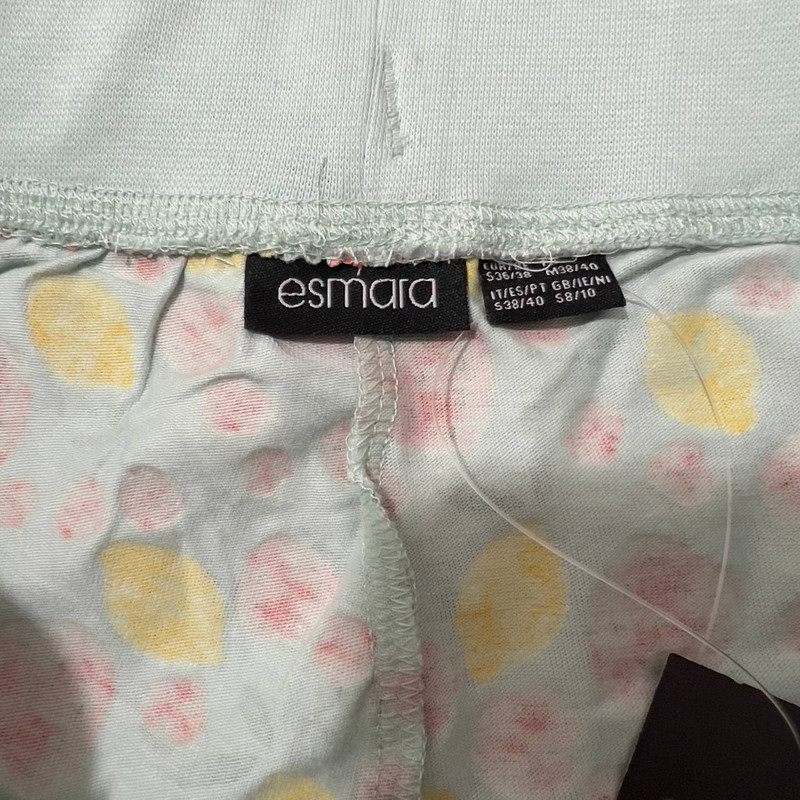 esmara
S36/38 M38/40
IT/ES/PT GB/IE/NI
S38/40 S8/10